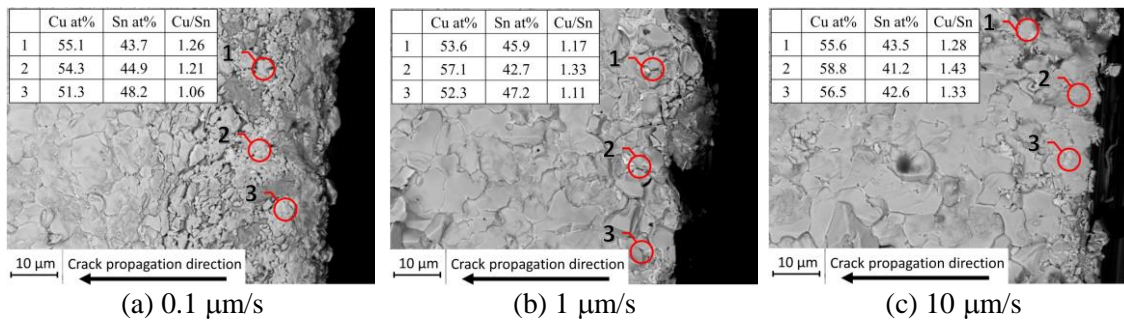 Cu at% Sn at% Cu/Sn
1 55.1 43.7 1.26
2 54.3 44.9 1.21
3 51.3 48.2 1.06
1
2
3
10 μm
Crack propagation direction
(a) 0.1 μm/s
Cu at% Sn at% Cu/Sn
1 53.6 45.9 1.17
2 57.1 42.7 1.33
3 52.3 47.2 1.11
1
2
3
10 μm
Crack propagation direction
(b) 1 μm/s
Cu at% Sn at% Cu/Sn
1 55.6 43.5 1.28
2 58.8 41.2 1.43
3 56.5 42.6 1.33
1
2
3
10 μm
Crack propagation direction
(c) 10 μm/s